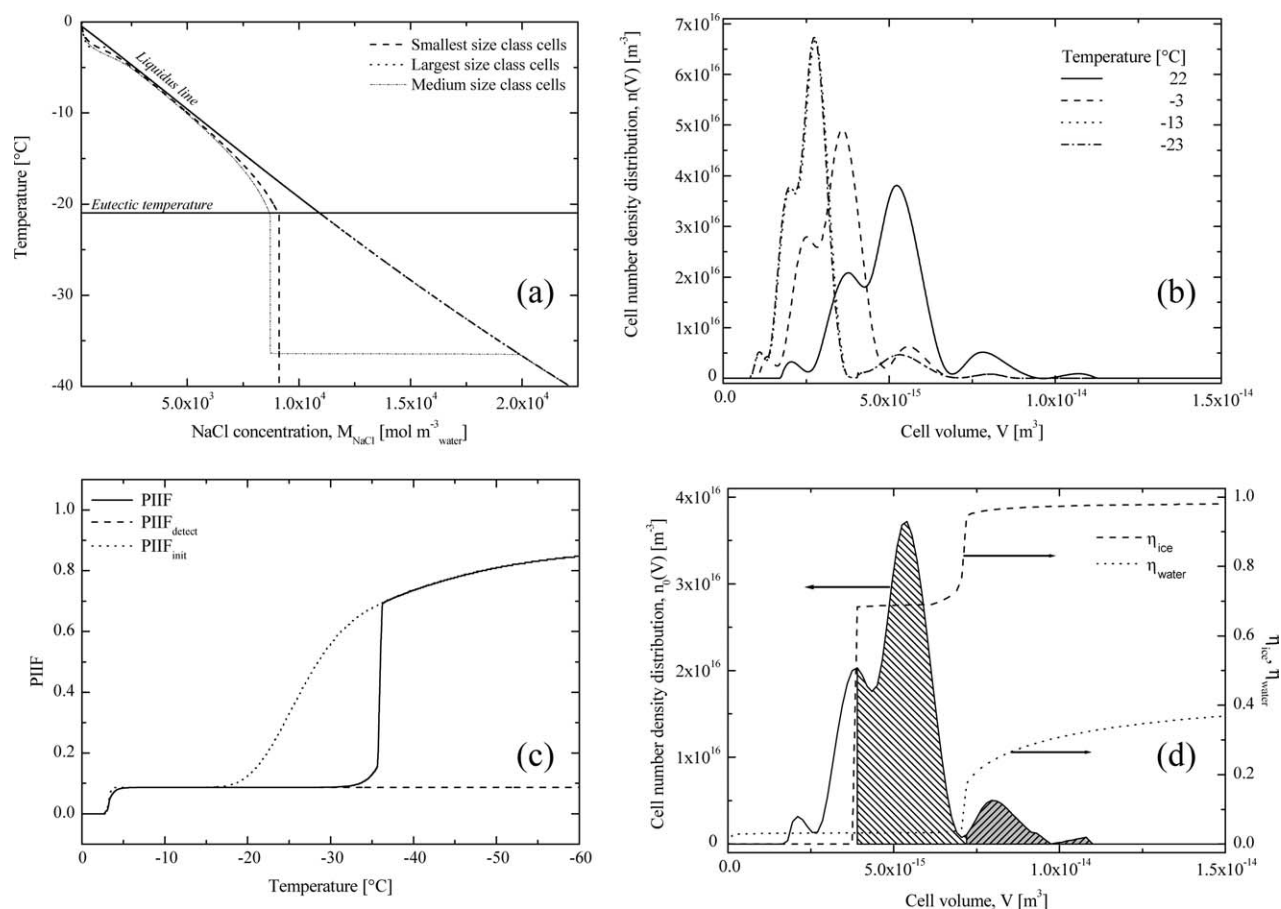 0
-10
-20
-30
-40
Temperature [°C]
Smallest size class cells
Largest size class cells
Medium size class cells
Liquidus line
Eutectic temperature
(a)
5.0x10³
1.0x10⁴
1.5x10⁴
2.0x10⁴
NaCl concentration, M_NaCl [mol m⁻³_water]
7x10¹⁶
6x10¹⁶
5x10¹⁶
4x10¹⁶
3x10¹⁶
2x10¹⁶
1x10¹⁶
0
Cell number density distribution, n(V) [m⁻³]
Temperature [°C]
22
-3
-13
-23
(b)
0.0
5.0x10⁻¹⁵
1.0x10⁻¹⁴
1.5x10⁻¹⁴
Cell volume, V [m³]
PIIF
PIIF_detect
PIIF_init
1.0
0.8
0.6
0.4
0.2
0.0
PIIF
(c)
0
-10
-20
-30
-40
-50
-60
Temperature [°C]
4x10¹⁶
3x10¹⁶
2x10¹⁶
1x10¹⁶
0
Cell number density distribution, n₀(V) [m⁻³]
η_ice
η_water
(d)
1.0
0.8
0.6
0.4
0.2
0.0
η_ice, η_water
0.0
5.0x10⁻¹⁵
1.0x10⁻¹⁴
1.5x10⁻¹⁴
Cell volume, V [m³]